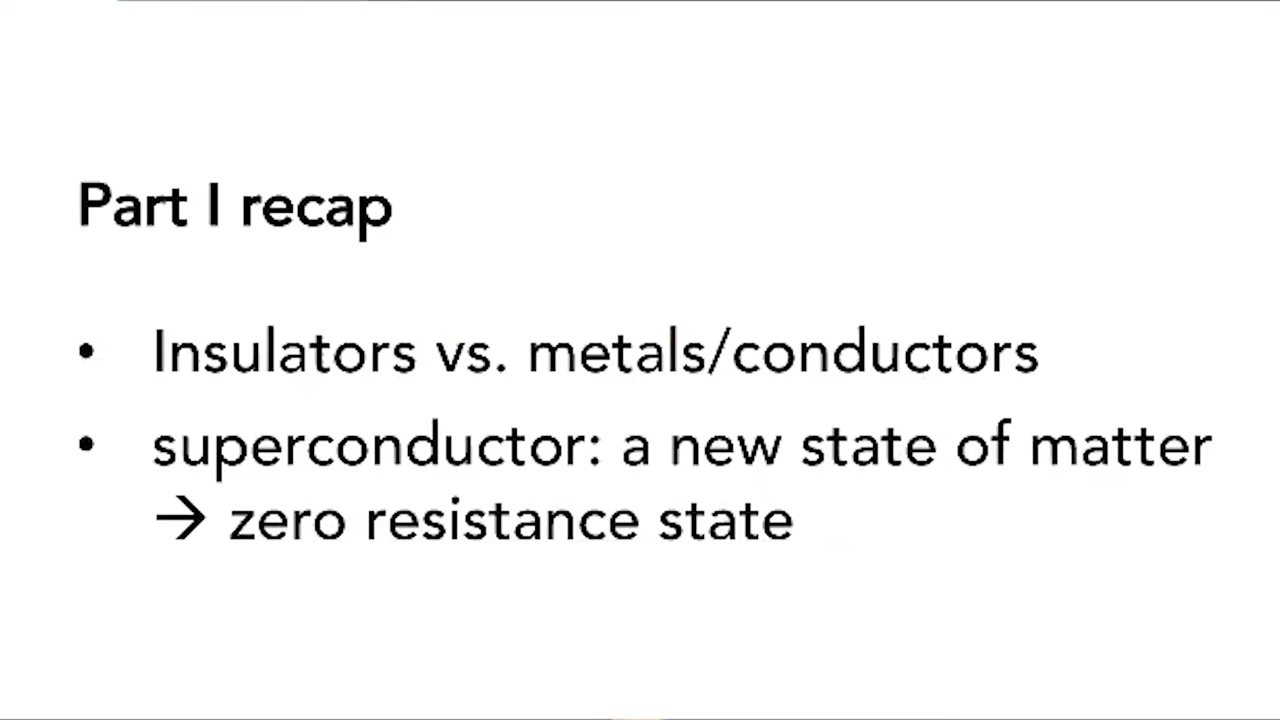 Part I recap
• Insulators vs. metals/conductors
• superconductor: a new state of matter
→ zero resistance state